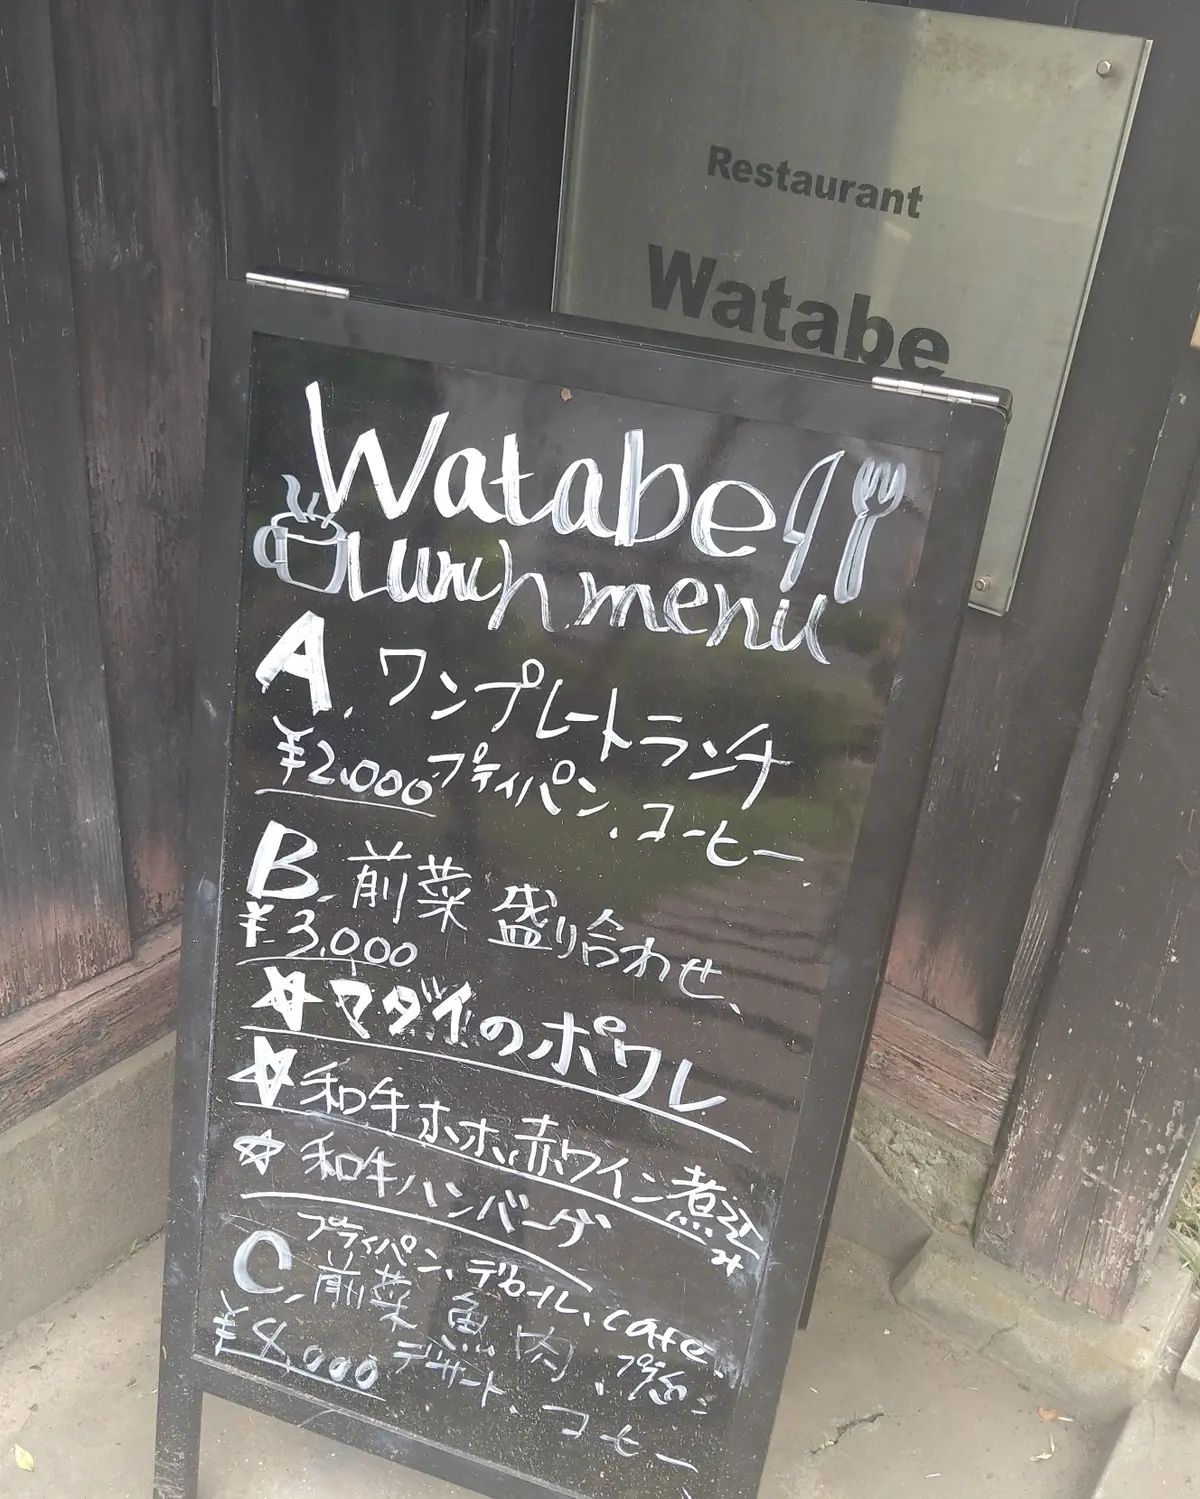 Restaurant
Watabe
Watabe
Lunch menu
A. ワンプレートランチ
¥2,000 プティパン、コーヒー
B. 前菜 盛り合わせ、
¥3,000
☆マダイのポワレ
☆和牛ホホ赤ワイン煮込み
☆和牛ハンバーグ
プティパン、デセール、cafe
C. 前菜 魚 肉、
¥4,000 デザート、コーヒー